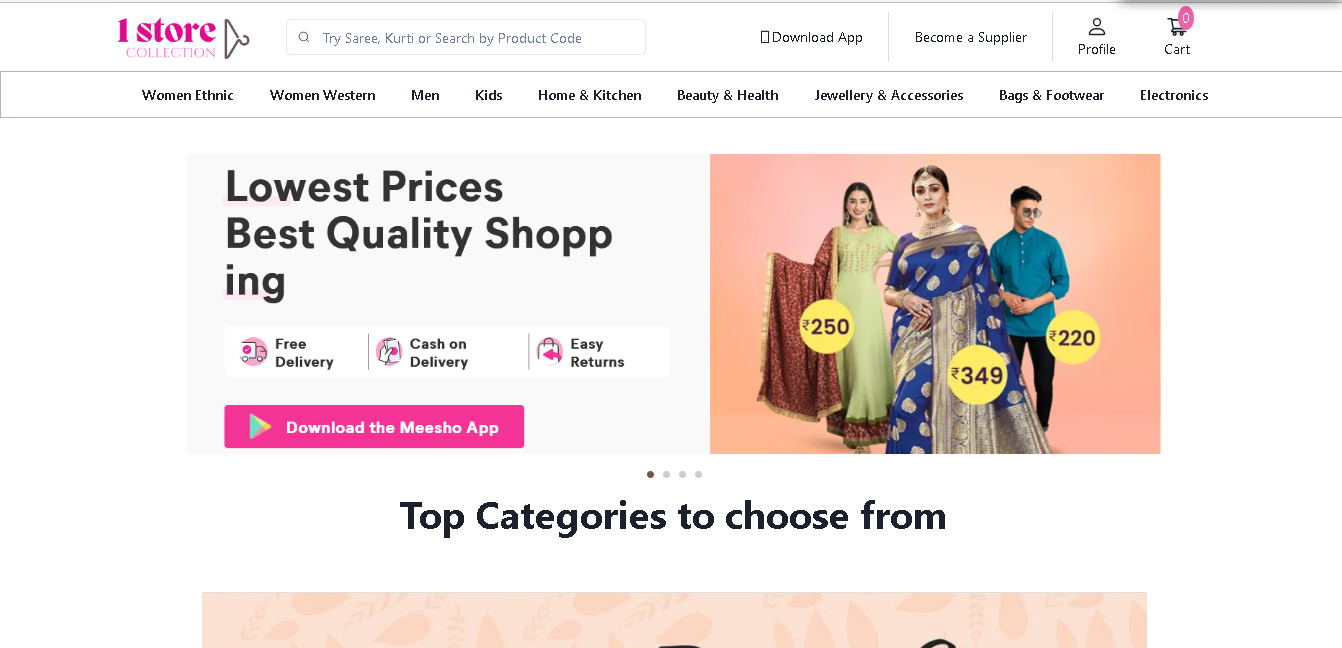 1 store
COLLECTION
Try Saree, Kurti or Search by Product Code
Download App
Become a Supplier
Profile
0
Cart
Women Ethnic
Women Western
Men
Kids
Home & Kitchen
Beauty & Health
Jewellery & Accessories
Bags & Footwear
Electronics
Lowest Prices
Best Quality Shopp
ing
Free
Delivery
Cash on
Delivery
Easy
Returns
Download the Meesho App
₹250
₹349
₹220
Top Categories to choose from